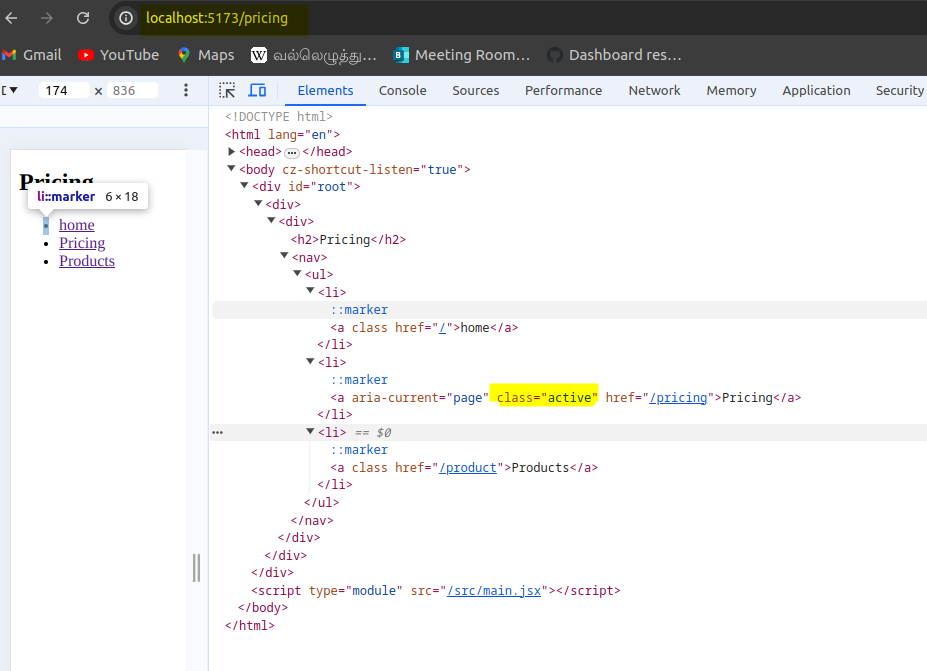 localhost:5173/pricing
Gmail YouTube Maps வல்லெழுத்து... Meeting Room... Dashboard res...
174 × 836 Elements Console Sources Performance Network Memory Application Security
<!DOCTYPE html>
<html lang="en">
<head> ... </head>
<body cz-shortcut-listen="true">
<div id="root">
<div>
<div>
<h2>Pricing</h2>
<nav>
<ul>
<li>
::marker
<a class href="/">home</a>
</li>
<li>
::marker
<a aria-current="page" class="active" href="/pricing">Pricing</a>
</li>
<li> == $0
::marker
<a class href="/product">Products</a>
</li>
</ul>
</nav>
</div>
</div>
</div>
<script type="module" src="/src/main.jsx"></script>
</body>
</html>
Pricing
li::marker 6 × 18
home
Pricing
Products